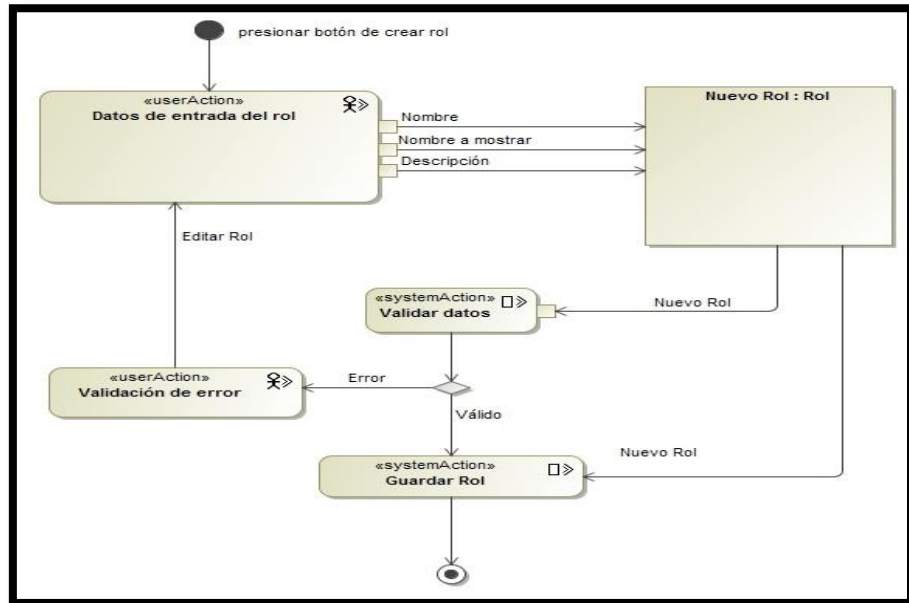 presionar botón de crear rol
«userAction»
Datos de entrada del rol
Nuevo Rol : Rol
Nombre
Nombre a mostrar
Descripción
Editar Rol
«systemAction»
Validar datos
Nuevo Rol
«userAction»
Validación de error
Error
Válido
«systemAction»
Guardar Rol
Nuevo Rol